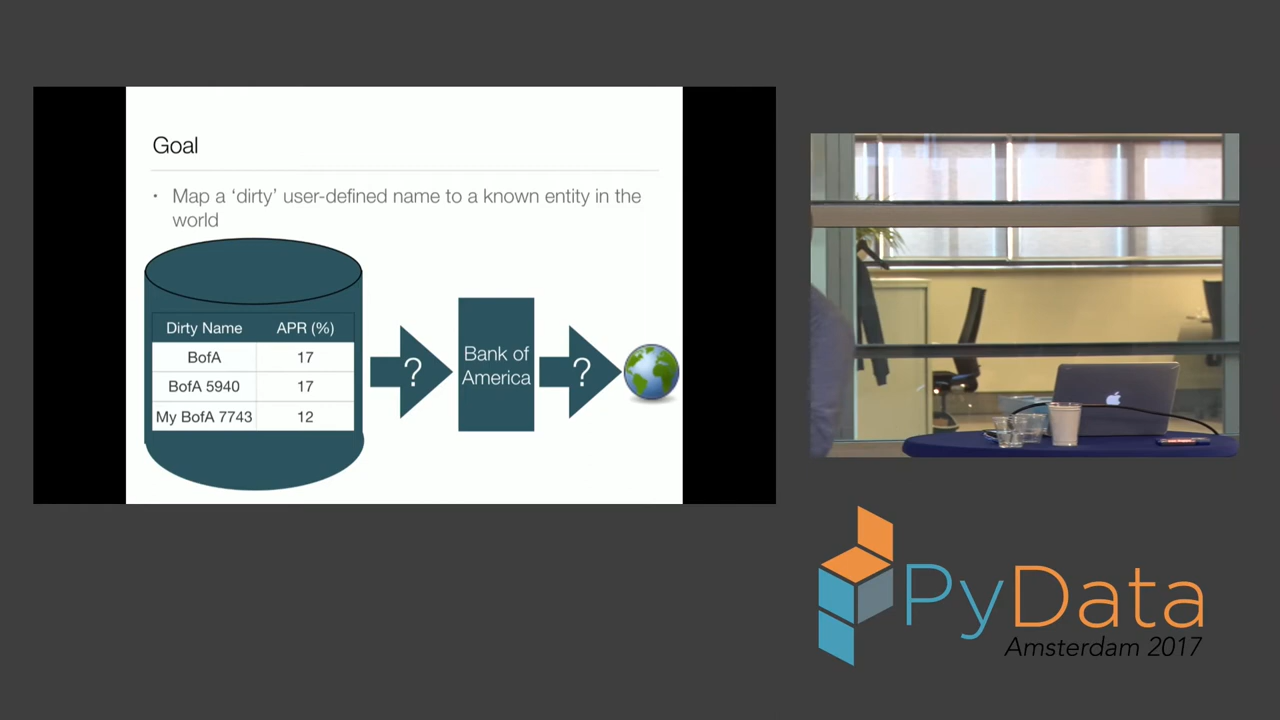 Goal
· Map a ‘dirty’ user-defined name to a known entity in the
world
Dirty Name APR (%)
BofA 17
BofA 5940 17
My BofA 7743 12
?
Bank of
America
?
PyData
Amsterdam 2017